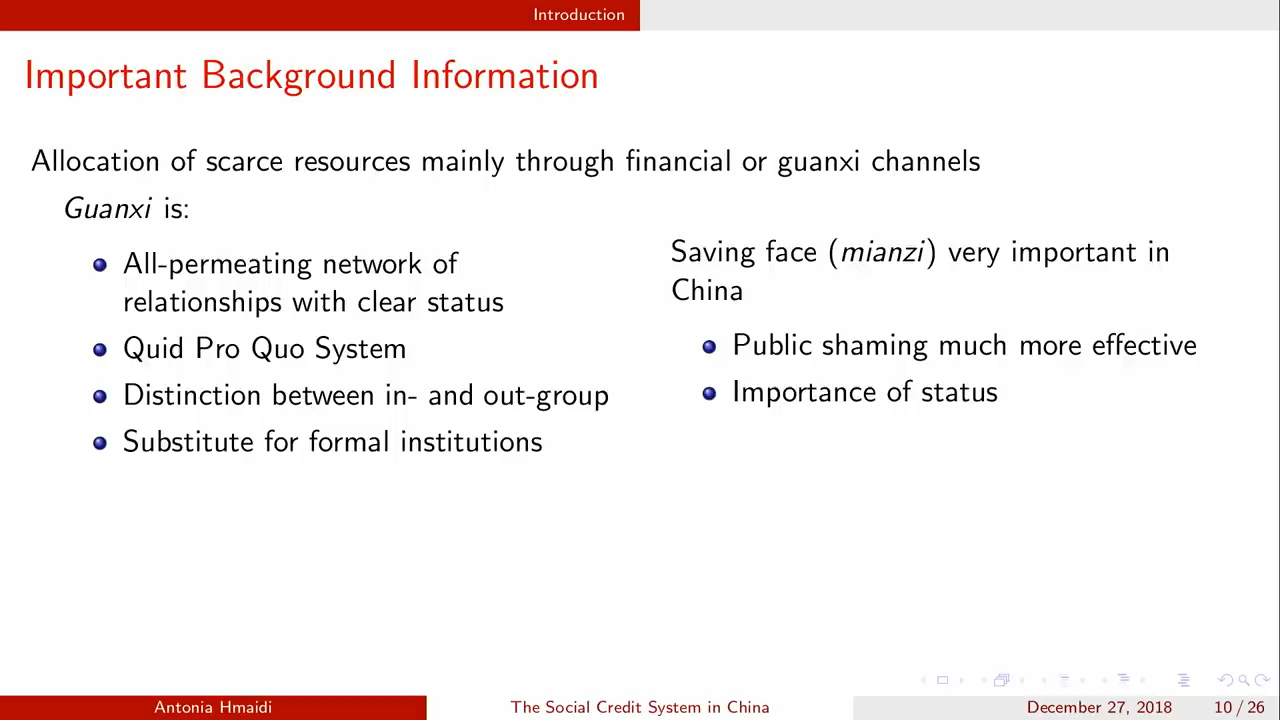 Introduction
Important Background Information
Allocation of scarce resources mainly through financial or guanxi channels
Guanxi is:
All-permeating network of
relationships with clear status
Quid Pro Quo System
Distinction between in- and out-group
Substitute for formal institutions
Saving face (mianzi) very important in
China
Public shaming much more effective
Importance of status
Antonia Hmaidi
The Social Credit System in China
December 27, 2018
10 / 26